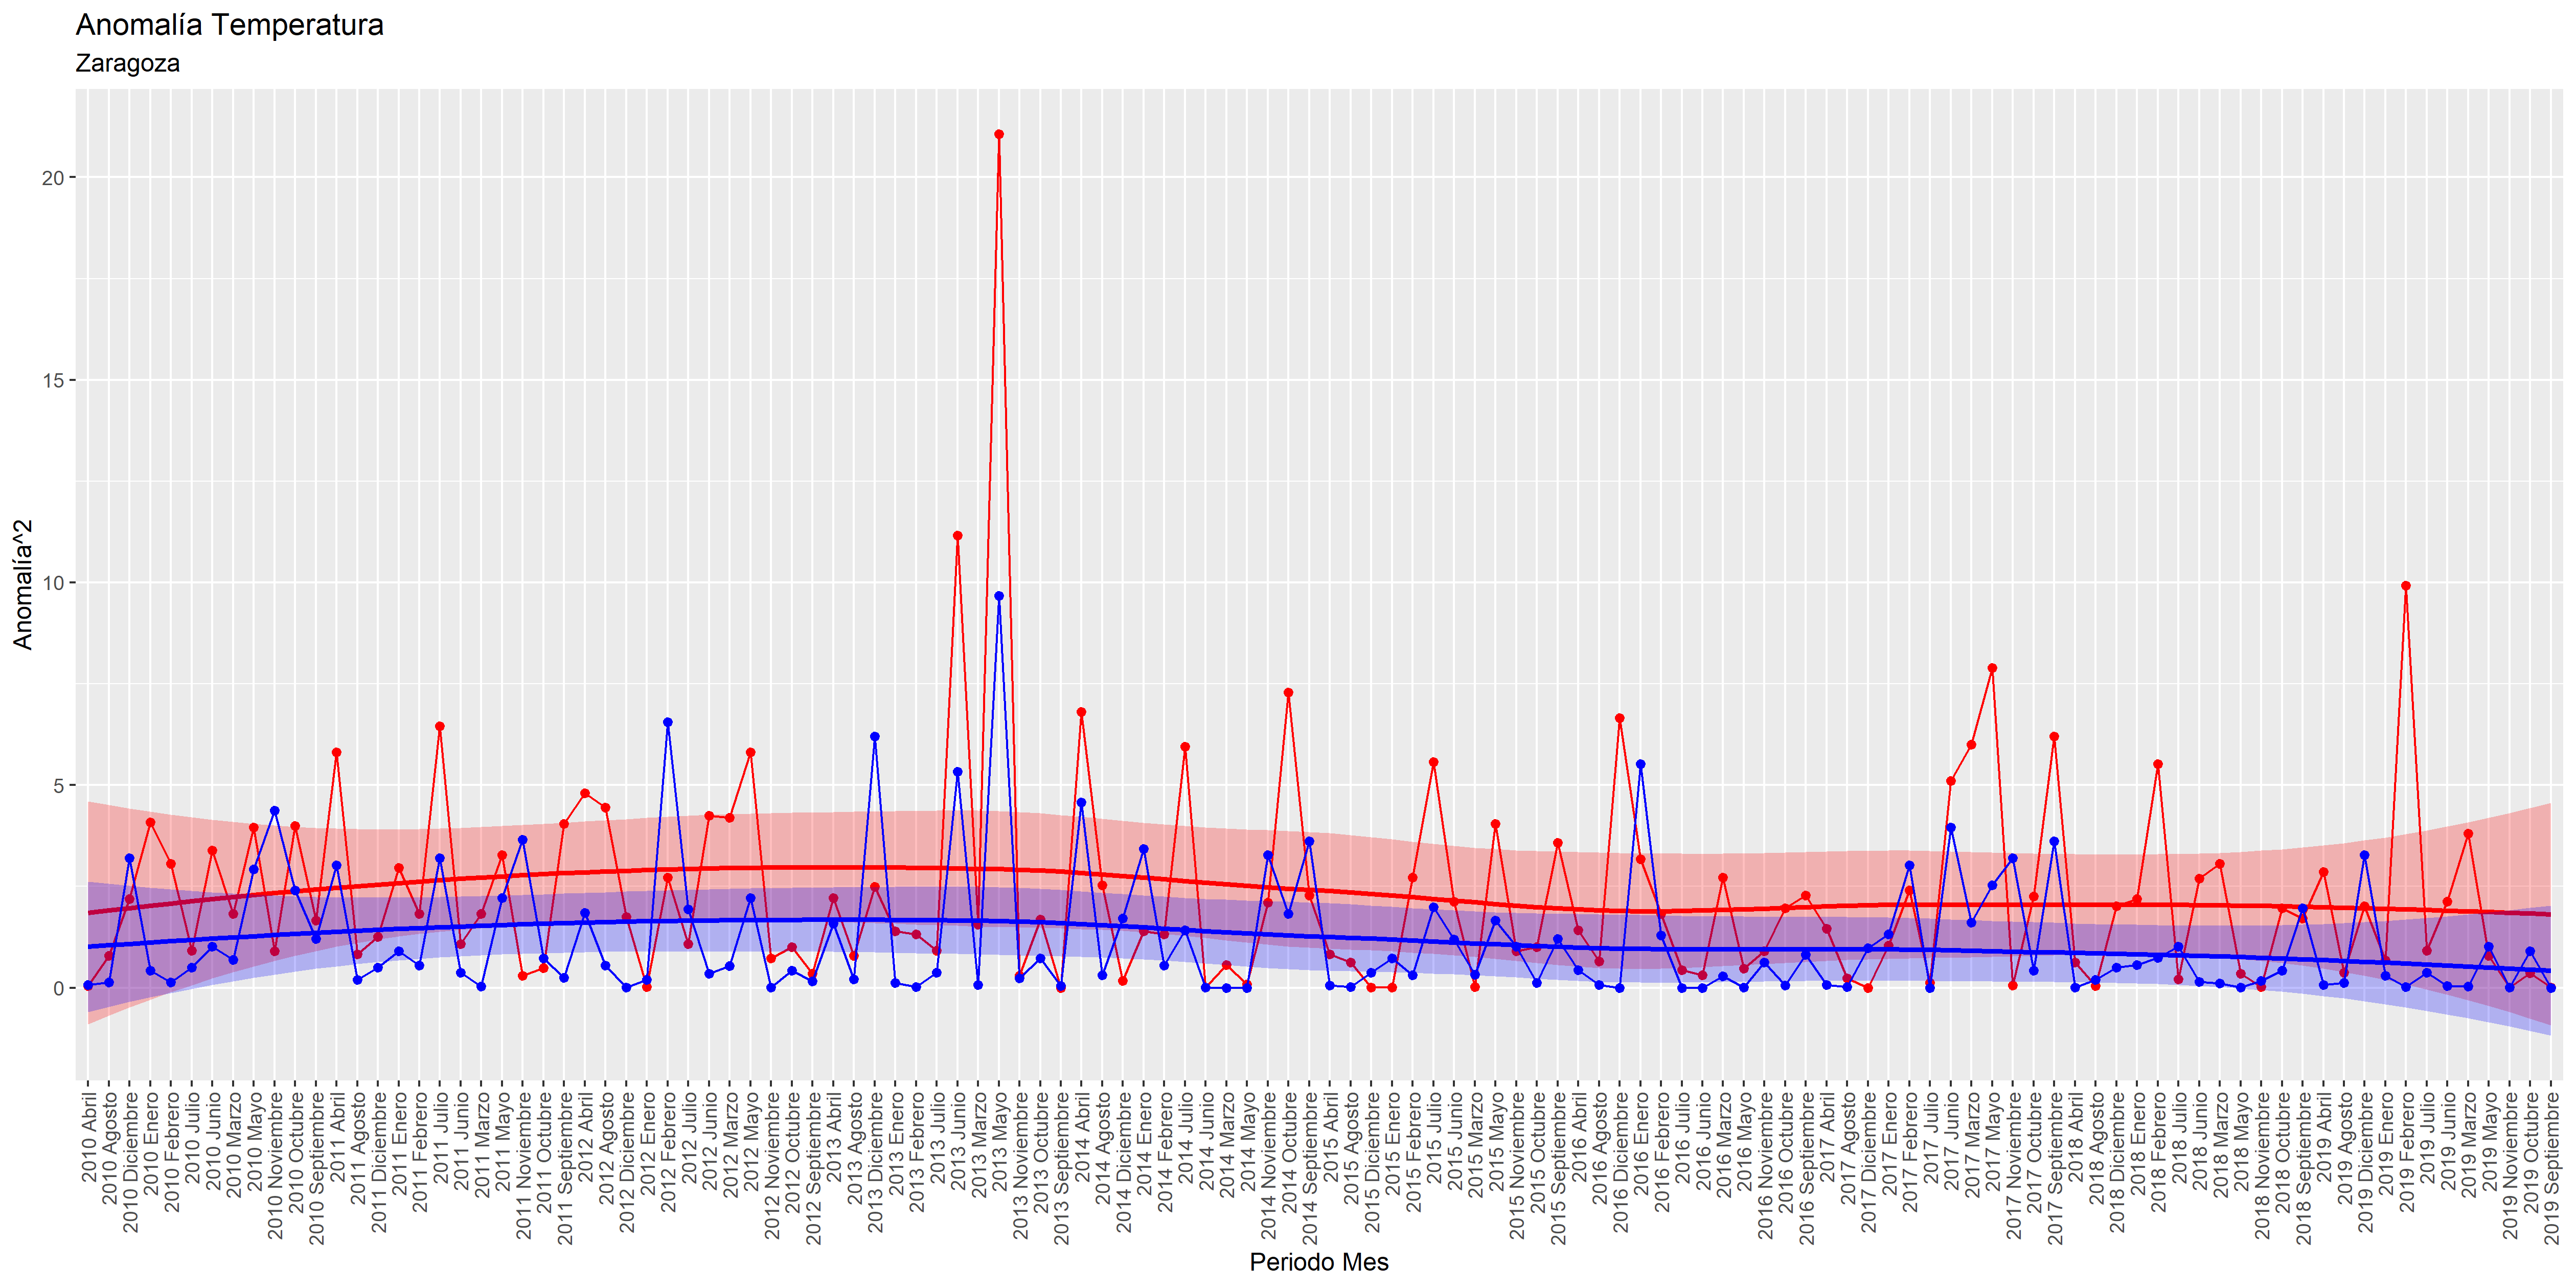 Anomalía Temperatura
Zaragoza
20
15
10
5
0
Anomalía^2
2010 Abril
2010 Agosto
2010 Diciembre
2010 Enero
2010 Febrero
2010 Julio
2010 Junio
2010 Marzo
2010 Mayo
2010 Noviembre
2010 Octubre
2010 Septiembre
2011 Abril
2011 Agosto
2011 Diciembre
2011 Enero
2011 Febrero
2011 Julio
2011 Junio
2011 Marzo
2011 Mayo
2011 Noviembre
2011 Octubre
2011 Septiembre
2012 Abril
2012 Agosto
2012 Diciembre
2012 Enero
2012 Febrero
2012 Julio
2012 Junio
2012 Marzo
2012 Mayo
2012 Noviembre
2012 Octubre
2012 Septiembre
2013 Abril
2013 Agosto
2013 Diciembre
2013 Enero
2013 Febrero
2013 Julio
2013 Junio
2013 Marzo
2013 Mayo
2013 Noviembre
2013 Octubre
2013 Septiembre
2014 Abril
2014 Agosto
2014 Diciembre
2014 Enero
2014 Febrero
2014 Julio
2014 Junio
2014 Marzo
2014 Mayo
2014 Noviembre
2014 Octubre
2014 Septiembre
2015 Abril
2015 Agosto
2015 Diciembre
2015 Enero
2015 Febrero
2015 Julio
2015 Junio
2015 Marzo
2015 Mayo
2015 Noviembre
2015 Octubre
2015 Septiembre
2016 Abril
2016 Agosto
2016 Diciembre
2016 Enero
2016 Febrero
2016 Julio
2016 Junio
2016 Marzo
2016 Mayo
2016 Noviembre
2016 Octubre
2016 Septiembre
2017 Abril
2017 Agosto
2017 Diciembre
2017 Enero
2017 Febrero
2017 Julio
2017 Junio
2017 Marzo
2017 Mayo
2017 Noviembre
2017 Octubre
2017 Septiembre
2018 Abril
2018 Agosto
2018 Diciembre
2018 Enero
2018 Febrero
2018 Julio
2018 Junio
2018 Marzo
2018 Mayo
2018 Noviembre
2018 Octubre
2018 Septiembre
2019 Abril
2019 Agosto
2019 Diciembre
2019 Enero
2019 Febrero
2019 Julio
2019 Junio
2019 Marzo
2019 Mayo
2019 Noviembre
2019 Octubre
2019 Septiembre
Periodo Mes